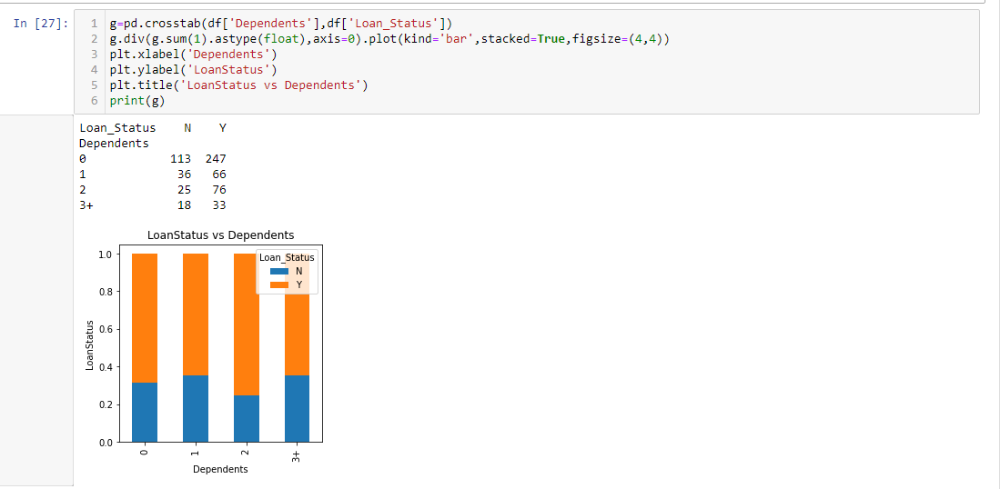 In [27]:
1 g=pd.crosstab(df['Dependents'],df['Loan_Status'])
2 g.div(g.sum(1).astype(float),axis=0).plot(kind='bar',stacked=True,figsize=(4,4))
3 plt.xlabel('Dependents')
4 plt.ylabel('LoanStatus')
5 plt.title('LoanStatus vs Dependents')
6 print(g)
Loan_Status N Y
Dependents
0 113 247
1 36 66
2 25 76
3+ 18 33
LoanStatus vs Dependents
Loan_Status
N
Y
1.0
0.8
0.6
0.4
0.2
0.0
LoanStatus
0 1 2 3+
Dependents